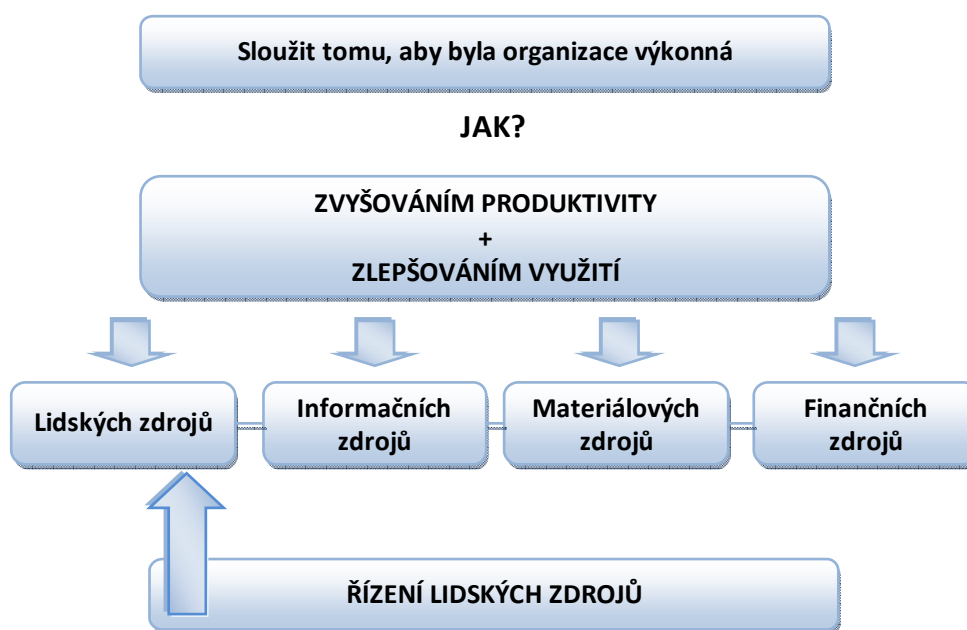 Sloužit tomu, aby byla organizace výkonná
JAK?
ZVYŠOVÁNÍM PRODUKTIVITY
+
ZLEPŠOVÁNÍM VYUŽITÍ
Lidských zdrojů
Informačních
zdrojů
Materiálových
zdrojů
Finančních
zdrojů
ŘÍZENÍ LIDSKÝCH ZDROJŮ